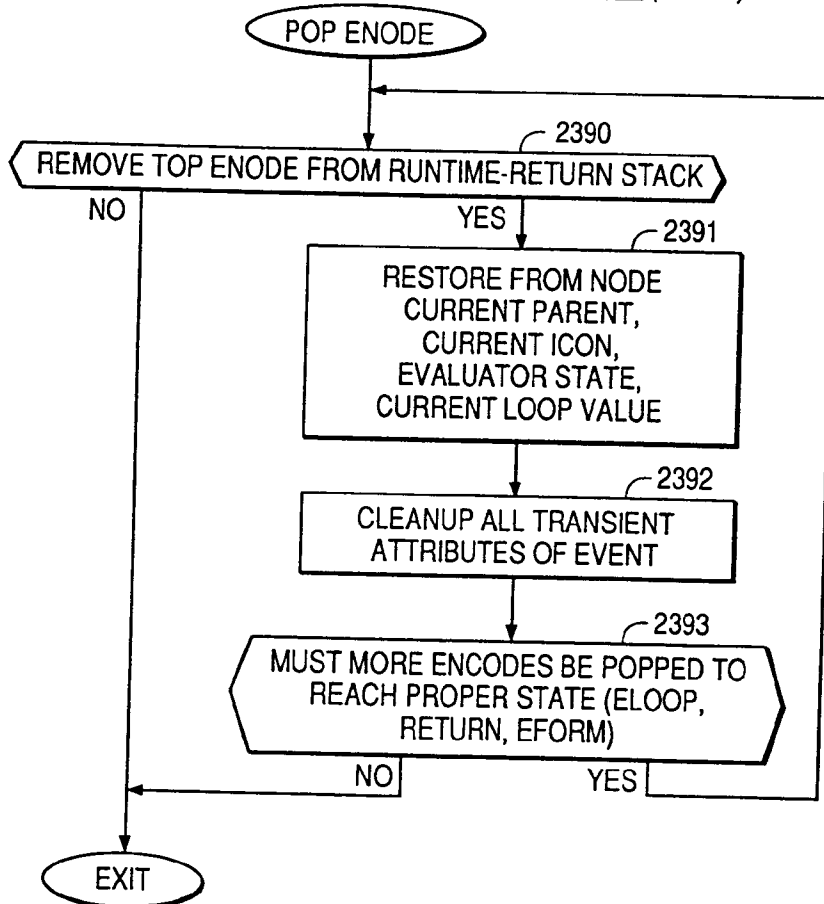 POP ENODE
2390
REMOVE TOP ENODE FROM RUNTIME-RETURN STACK
NO
YES
2391
RESTORE FROM NODE
CURRENT PARENT,
CURRENT ICON,
EVALUATOR STATE,
CURRENT LOOP VALUE
2392
CLEANUP ALL TRANSIENT
ATTRIBUTES OF EVENT
2393
MUST MORE ENCODES BE POPPED TO
REACH PROPER STATE (ELOOP,
RETURN, EFORM)
NO
YES
EXIT